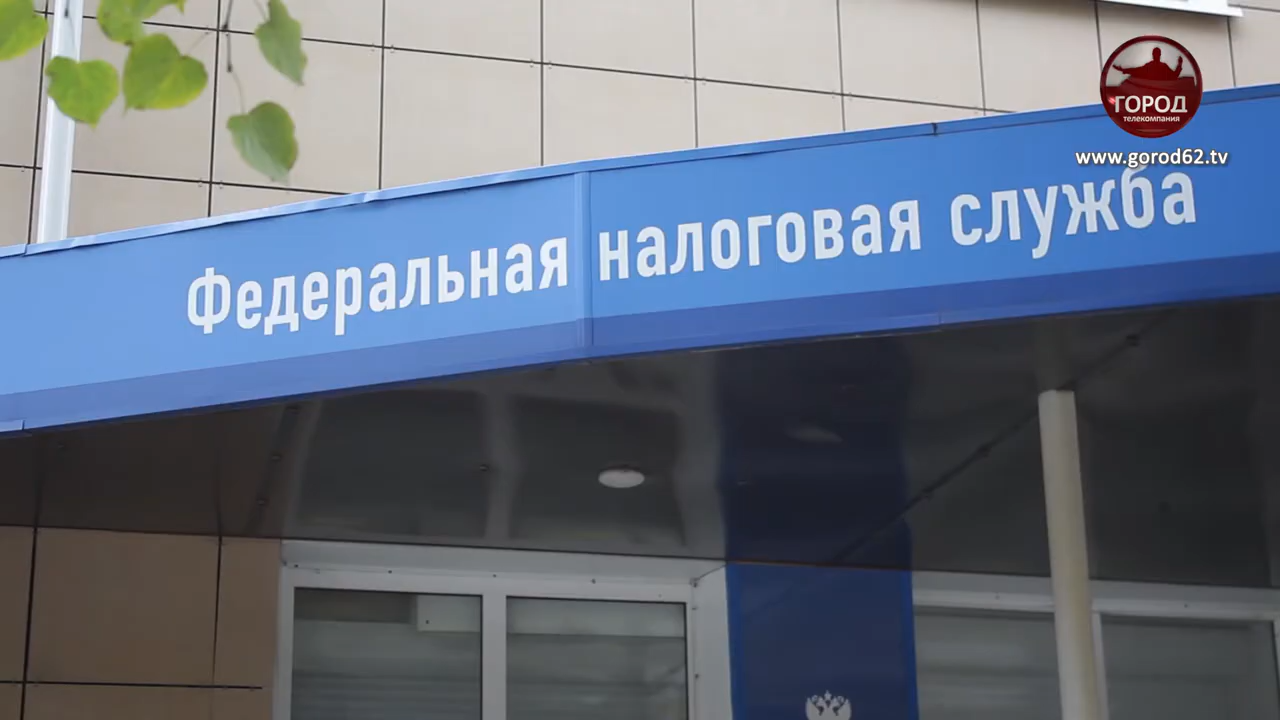 ГОРОД
телекомпания
www.gorod62.tv
Федеральная налоговая служба